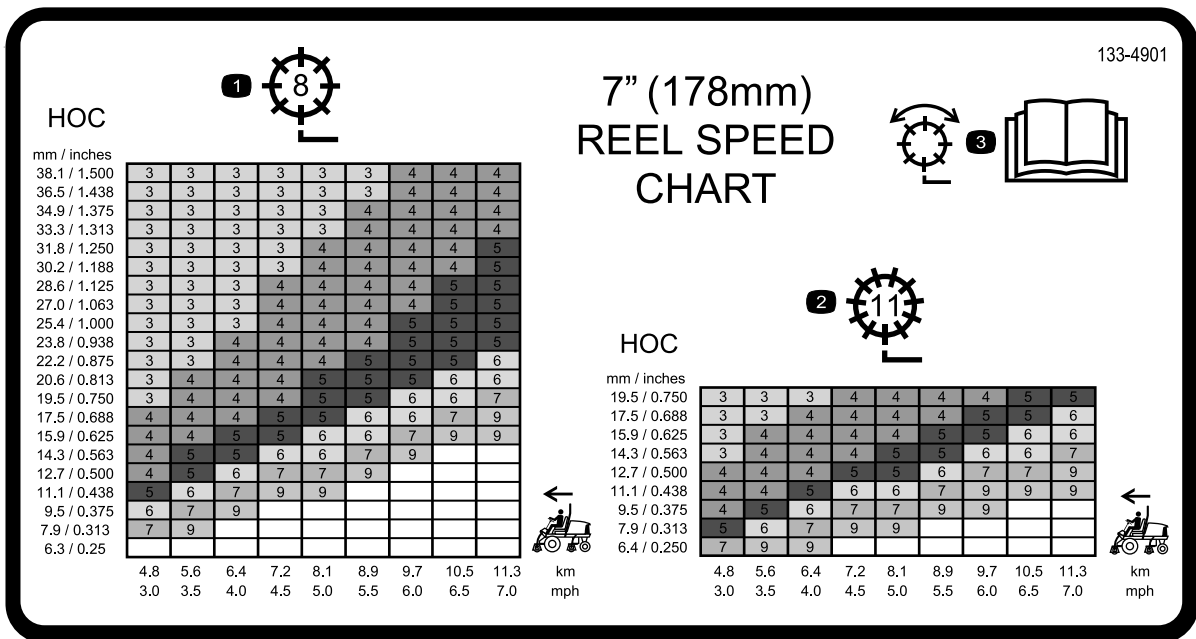 133-4901
7” (178mm)
REEL SPEED
CHART
1
8
3
HOC
mm / inches
38.1 / 1.500 3 3 3 3 3 3 4 4 4
36.5 / 1.438 3 3 3 3 3 3 4 4 4
34.9 / 1.375 3 3 3 3 3 4 4 4 4
33.3 / 1.313 3 3 3 3 3 4 4 4 4
31.8 / 1.250 3 3 3 3 4 4 4 4 5
30.2 / 1.188 3 3 3 3 4 4 4 4 5
28.6 / 1.125 3 3 3 4 4 4 4 5 5
27.0 / 1.063 3 3 3 4 4 4 4 5 5
25.4 / 1.000 3 3 3 4 4 4 5 5 5
23.8 / 0.938 3 3 4 4 4 4 5 5 5
22.2 / 0.875 3 3 4 4 4 5 5 5 6
20.6 / 0.813 3 4 4 4 5 5 5 6 6
19.5 / 0.750 3 4 4 4 5 5 6 6 7
17.5 / 0.688 4 4 4 5 5 6 6 7 9
15.9 / 0.625 4 4 5 5 6 6 7 9 9
14.3 / 0.563 4 5 5 6 6 7 9
12.7 / 0.500 4 5 6 7 7 9
11.1 / 0.438 5 6 7 9 9
9.5 / 0.375 6 7 9
7.9 / 0.313 7 9
6.3 / 0.25
4.8 5.6 6.4 7.2 8.1 8.9 9.7 10.5 11.3 km
3.0 3.5 4.0 4.5 5.0 5.5 6.0 6.5 7.0 mph
2
11
HOC
mm / inches
19.5 / 0.750 3 3 3 4 4 4 4 5 5
17.5 / 0.688 3 3 4 4 4 4 5 5 6
15.9 / 0.625 3 4 4 4 4 5 5 6 6
14.3 / 0.563 3 4 4 4 5 5 6 6 7
12.7 / 0.500 4 4 4 5 5 6 7 7 9
11.1 / 0.438 4 4 5 6 6 7 9 9 9
9.5 / 0.375 4 5 6 7 7 9 9
7.9 / 0.313 5 6 7 9 9
6.4 / 0.250 7 9 9
4.8 5.6 6.4 7.2 8.1 8.9 9.7 10.5 11.3 km
3.0 3.5 4.0 4.5 5.0 5.5 6.0 6.5 7.0 mph